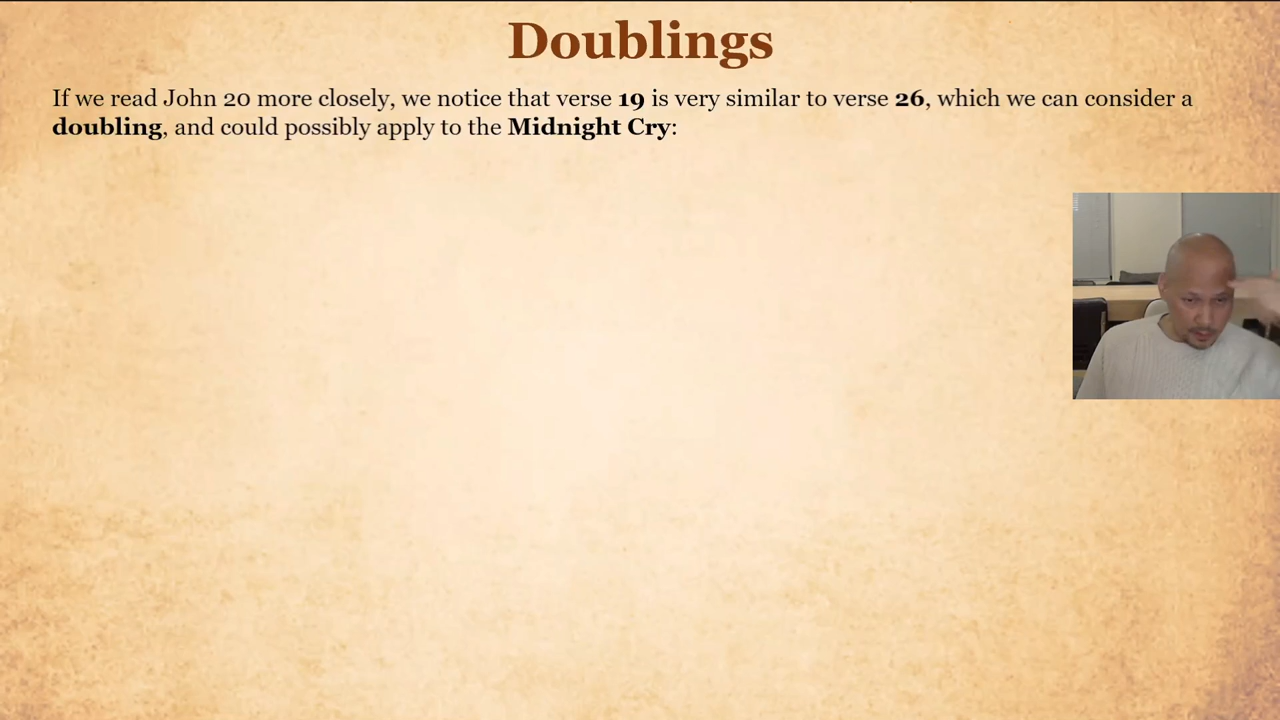 Doublings
If we read John 20 more closely, we notice that verse 19 is very similar to verse 26, which we can consider a
doubling, and could possibly apply to the Midnight Cry: